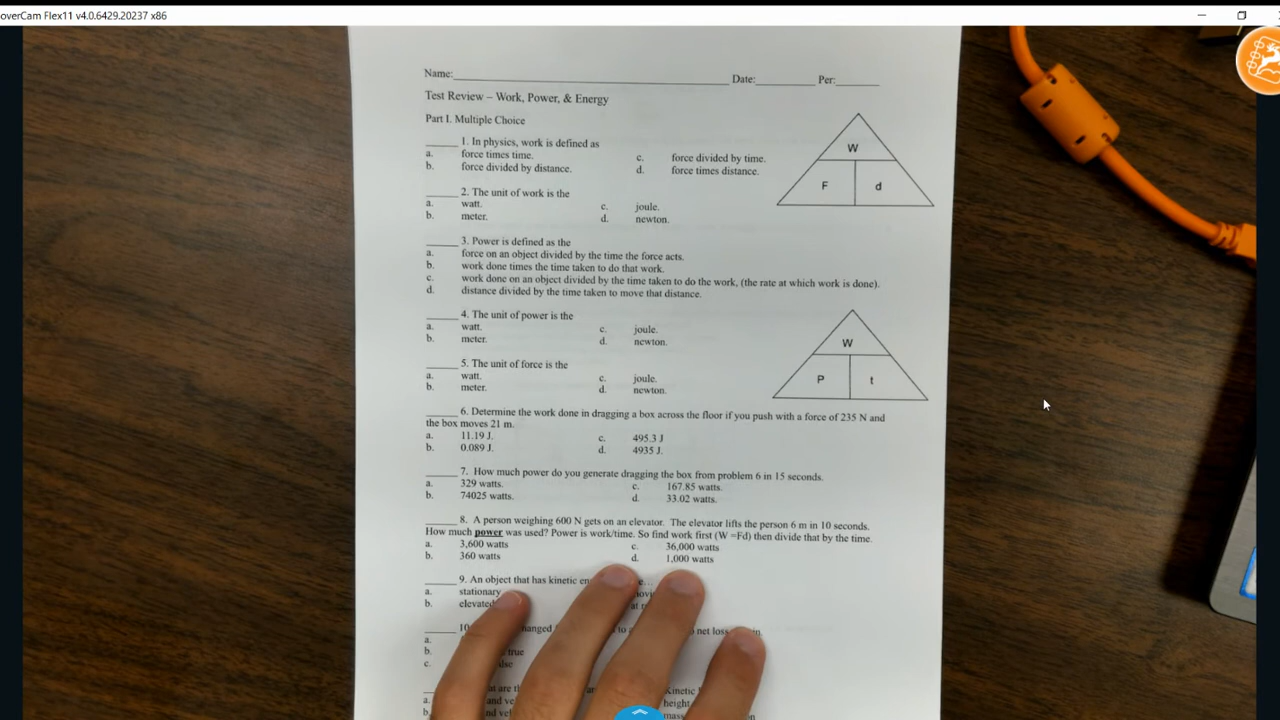 overCam Flex11 v4.0.6429.20237 x86
Name: Date: Per:
Test Review – Work, Power, & Energy
Part I. Multiple Choice
1. In physics, work is defined as
a. force times time. c. force divided by time.
b. force divided by distance. d. force times distance.
W
F d
2. The unit of work is the
a. watt. c. joule.
b. meter. d. newton.
3. Power is defined as the
a. force on an object divided by the time the force acts.
b. work done times the time taken to do that work.
c. work done on an object divided by the time taken to do the work, (the rate at which work is done).
d. distance divided by the time taken to move that distance.
4. The unit of power is the
a. watt. c. joule.
b. meter. d. newton.
W
P t
5. The unit of force is the
a. watt. c. joule.
b. meter. d. newton.
6. Determine the work done in dragging a box across the floor if you push with a force of 235 N and
the box moves 21 m.
a. 11.19 J. c. 495.3 J
b. 0.089 J. d. 4935 J.
7. How much power do you generate dragging the box from problem 6 in 15 seconds.
a. 329 watts. c. 167.85 watts.
b. 74025 watts. d. 33.02 watts.
8. A person weighing 600 N gets on an elevator. The elevator lifts the person 6 m in 10 seconds.
How much power was used? Power is work/time. So find work first (W =Fd) then divide that by the time.
a. 3,600 watts c. 36,000 watts
b. 360 watts d. 1,000 watts
9. An object that has kinetic en e...
a. stationary
b. elevated
10 hanged to net loss
a.
b. true
c.
are Kinetic
a. and height
b.